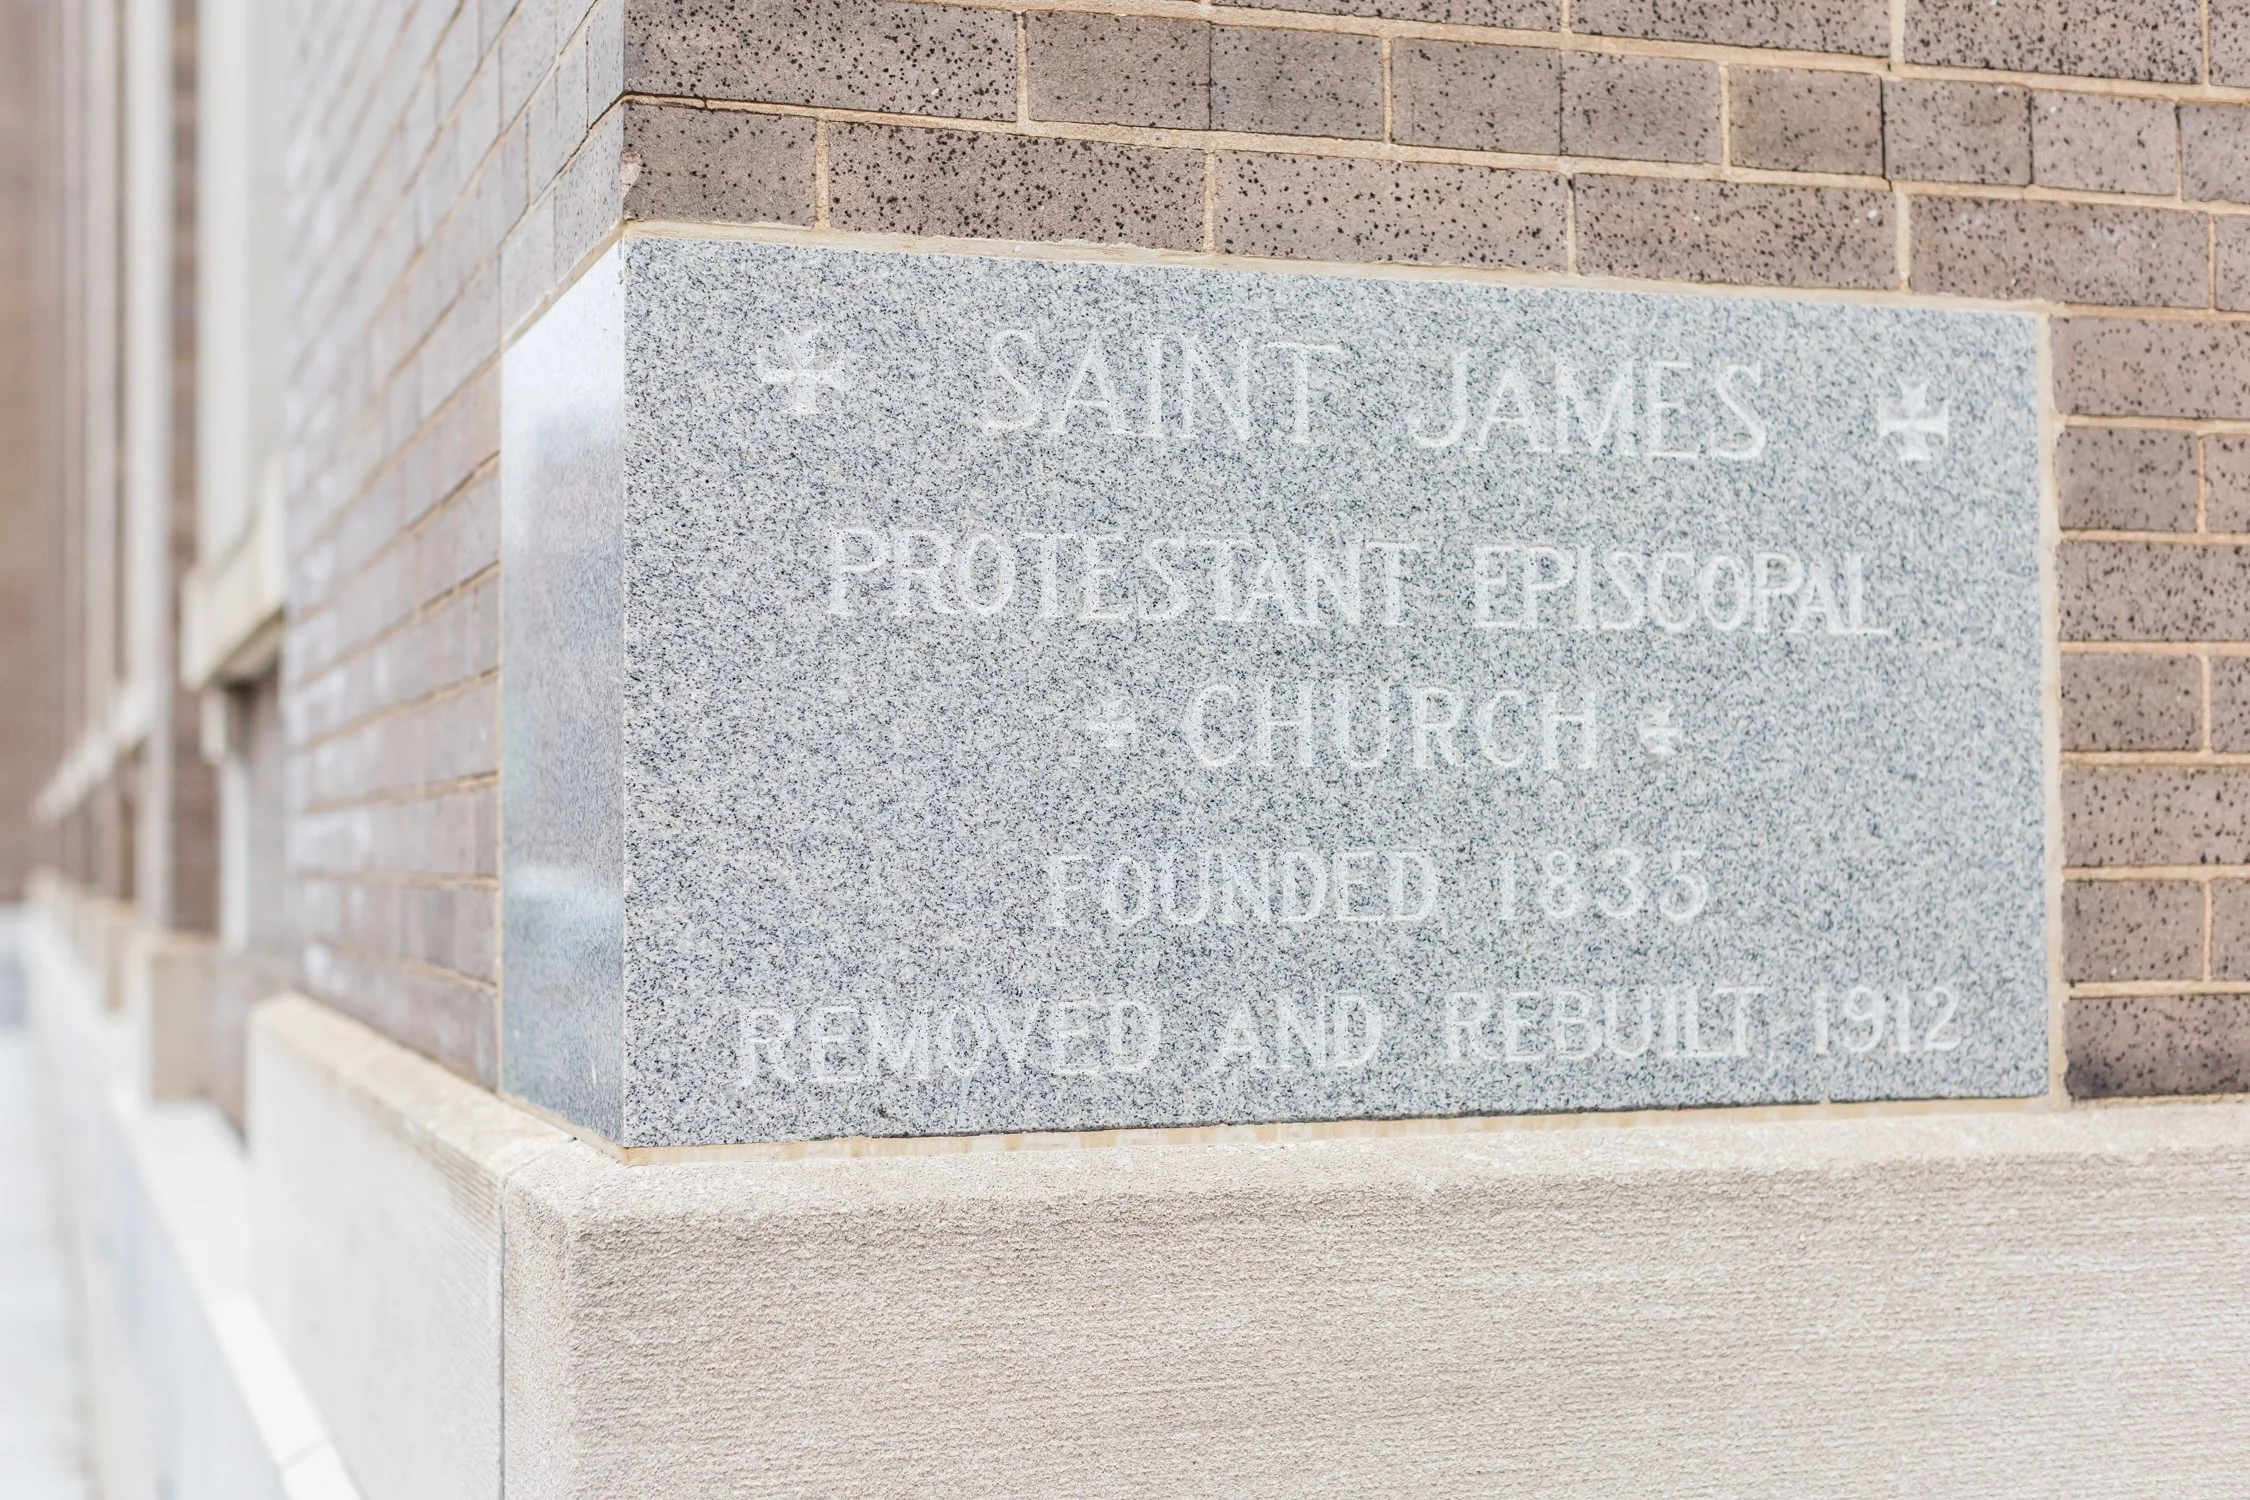 SAINT JAMES
PROTESTANT EPISCOPAL
CHURCH
FOUNDED 1835
REMOVED AND REBUILT 1912